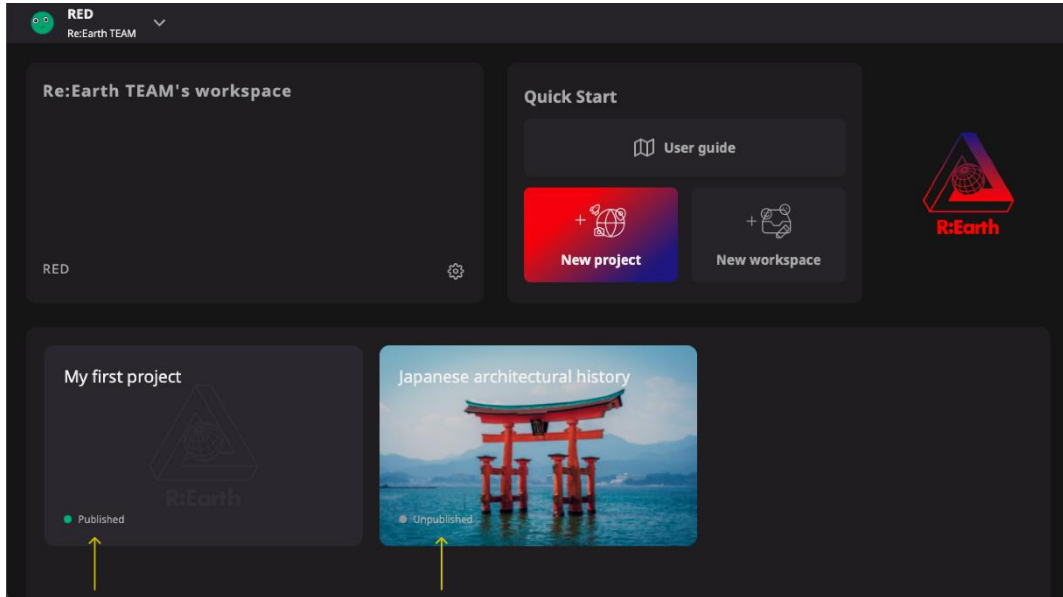 RED
Re:Earth TEAM
Re:Earth TEAM's workspace
RED
Quick Start
User guide
New project
New workspace
R:Earth
My first project
R:Earth
Published
Japanese architectural history
Unpublished